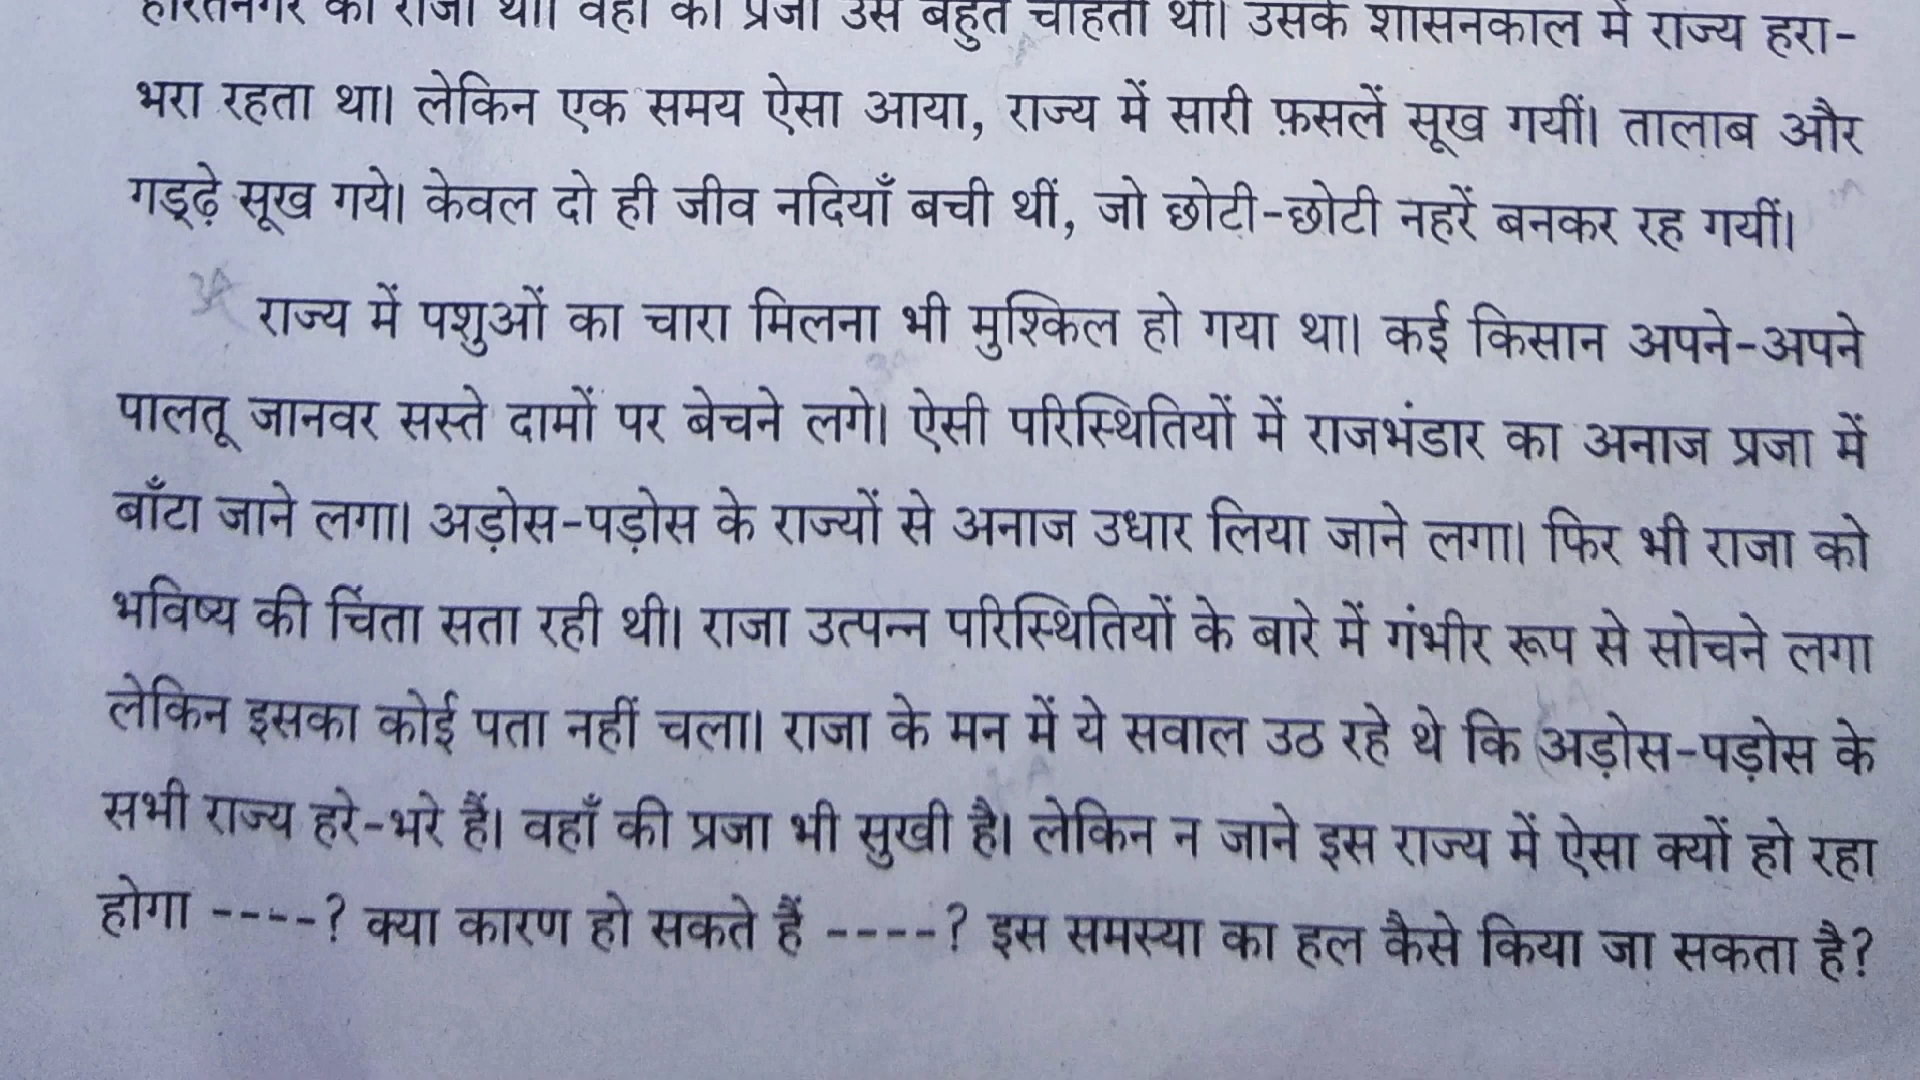 हरितनगर का राजा था। वहाँ की प्रजा उसे बहुत चाहती थी। उसके शासनकाल में राज्य हरा-
भरा रहता था। लेकिन एक समय ऐसा आया, राज्य में सारी फ़सलें सूख गयीं। तालाब और
गड्ढ़े सूख गये। केवल दो ही जीव नदियाँ बची थीं, जो छोटी-छोटी नहरें बनकर रह गयीं।
राज्य में पशुओं का चारा मिलना भी मुश्किल हो गया था। कई किसान अपने-अपने
पालतू जानवर सस्ते दामों पर बेचने लगे। ऐसी परिस्थितियों में राजभंडार का अनाज प्रजा में
बाँटा जाने लगा। अड़ोस-पड़ोस के राज्यों से अनाज उधार लिया जाने लगा। फिर भी राजा को
भविष्य की चिंता सता रही थी। राजा उत्पन्न परिस्थितियों के बारे में गंभीर रूप से सोचने लगा
लेकिन इसका कोई पता नहीं चला। राजा के मन में ये सवाल उठ रहे थे कि अड़ोस-पड़ोस के
सभी राज्य हरे-भरे हैं। वहाँ की प्रजा भी सुखी है। लेकिन न जाने इस राज्य में ऐसा क्यों हो रहा
होगा ----? क्या कारण हो सकते हैं ----? इस समस्या का हल कैसे किया जा सकता है?